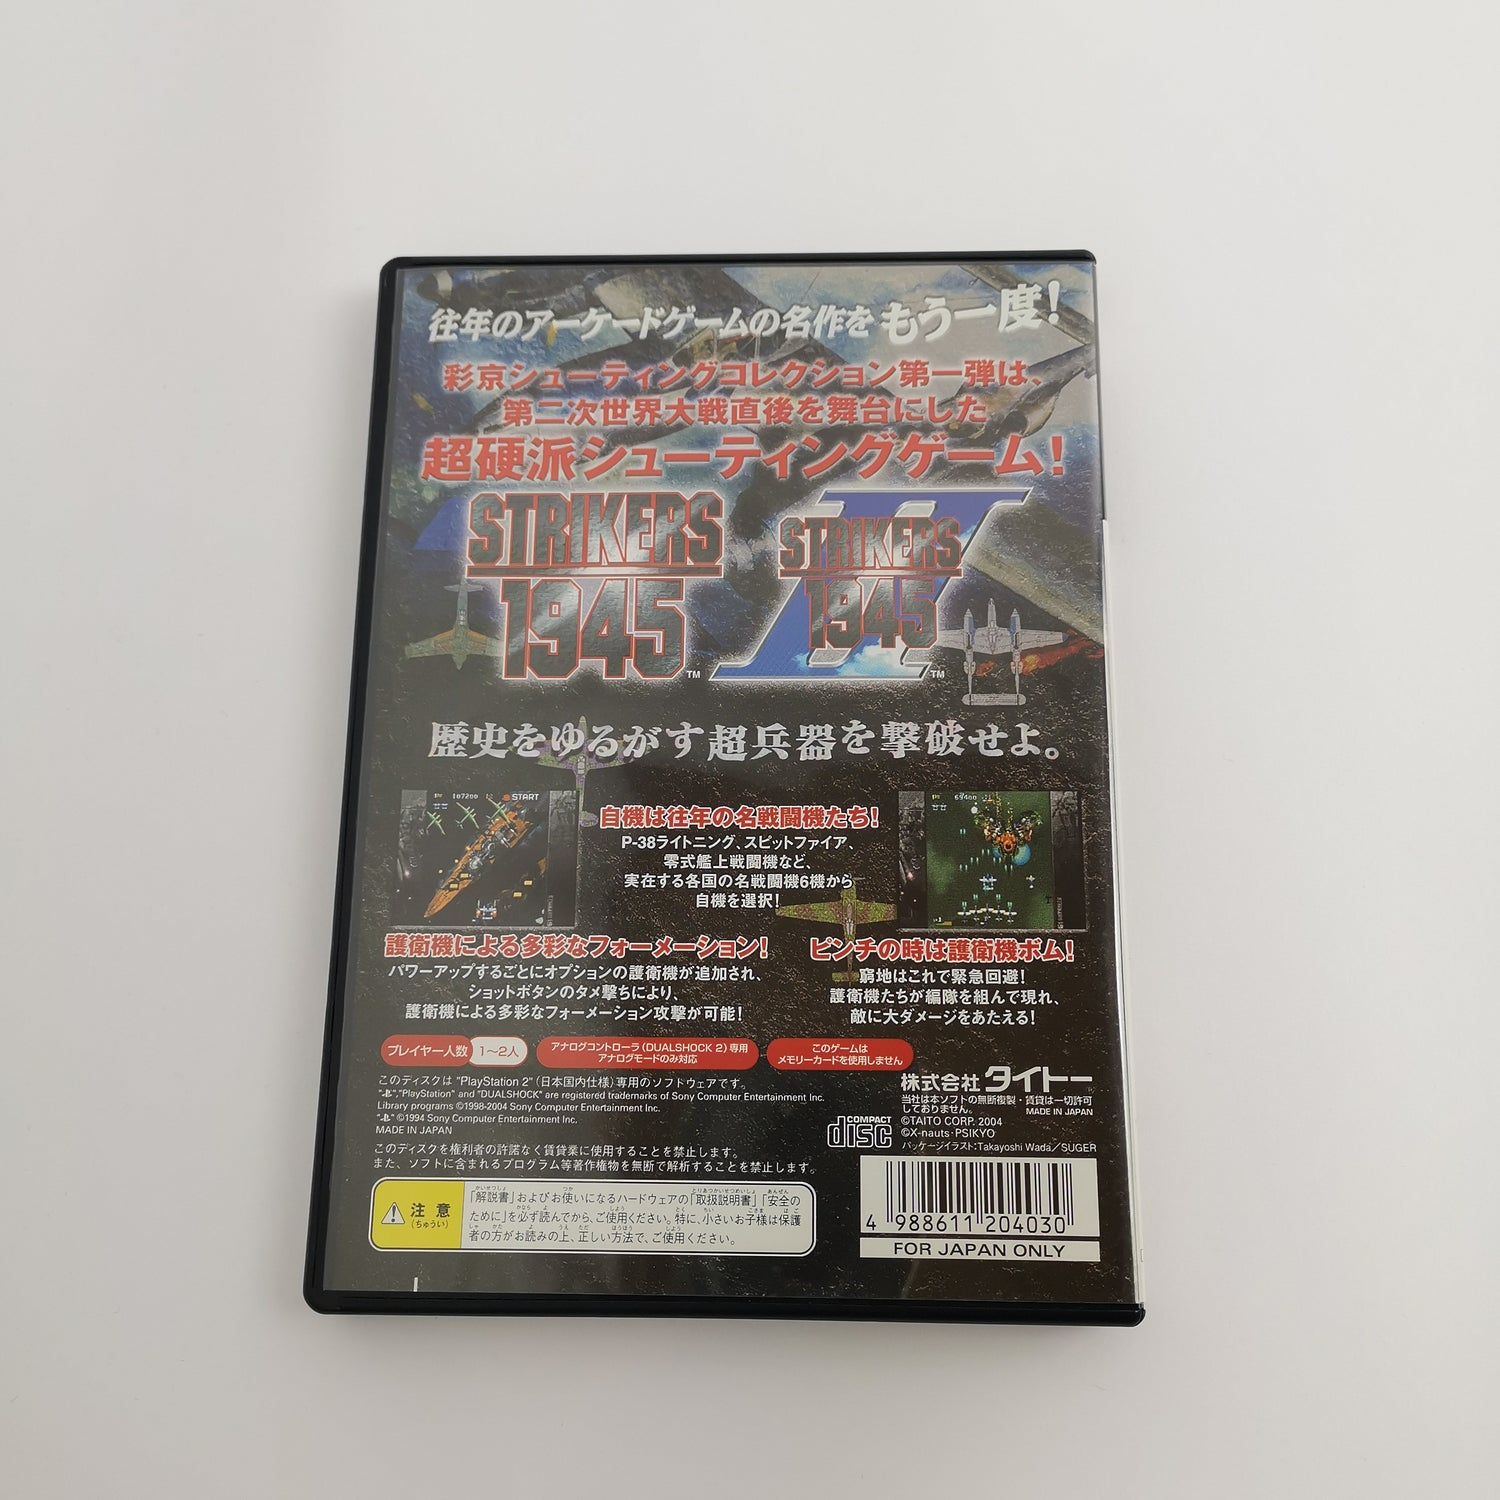 往年のアーケードゲームの名作をもう一度!
彩京シューティングコレクション第一弾は、
第二次世界大戦直後を舞台にした
超硬派シューティングゲーム!
STRIKERS
1945
TM
II
STRIKERS
1945
TM
歴史をゆるがす超兵器を撃破せよ。
107200
START
69400
自機は往年の名戦闘機たち!
P-38ライトニング、スピットファイア、
零式艦上戦闘機など、
実在する各国の名戦闘機6機から
自機を選択!
護衛機による多彩なフォーメーション!
パワーアップするごとにオプションの護衛機が追加され、
ショットボタンのタメ撃ちにより、
護衛機による多彩なフォーメーション攻撃が可能!
ピンチの時は護衛機ボム!
窮地はこれで緊急回避!
護衛機たちが編隊を組んで現れ、
敵に大ダメージをあたえる!
プレイヤー人数 1〜2人
アナログコントローラ(DUALSHOCK 2)専用
アナログモードのみ対応
このゲームは
メモリーカードを使用しません
このディスクは "PlayStation 2" (日本国内仕様) 専用のソフトウェアです。
"PlayStation" and "DUALSHOCK" are registered trademarks of Sony Computer Entertainment Inc.
Library programs ©1998-2004 Sony Computer Entertainment Inc.
©1994 Sony Computer Entertainment Inc.
MADE IN JAPAN
このディスクを権利者の許諾なく賃貸業に使用することを禁止します。
また、ソフトに含まれるプログラム等著作権物を無断で解析することを禁止します。
COMPACT
disc
株式会社タイトー
当社は本ソフトの無断複製・賃貸は一切許可
しておりません。 MADE IN JAPAN
©TAITO CORP. 2004
©X-nauts・PSIKYO
パッケージイラスト:Takayoshi Wada/SUGER
注意
(ちゅうい)
「解説書」およびお使いになるハードウェアの「取扱説明書」「安全の
ために」を必ず読んでから、ご使用ください。特に、小さいお子様は保護
者の方がお読みの上、正しい方法で、ご使用ください。
4 988611 204030
FOR JAPAN ONLY